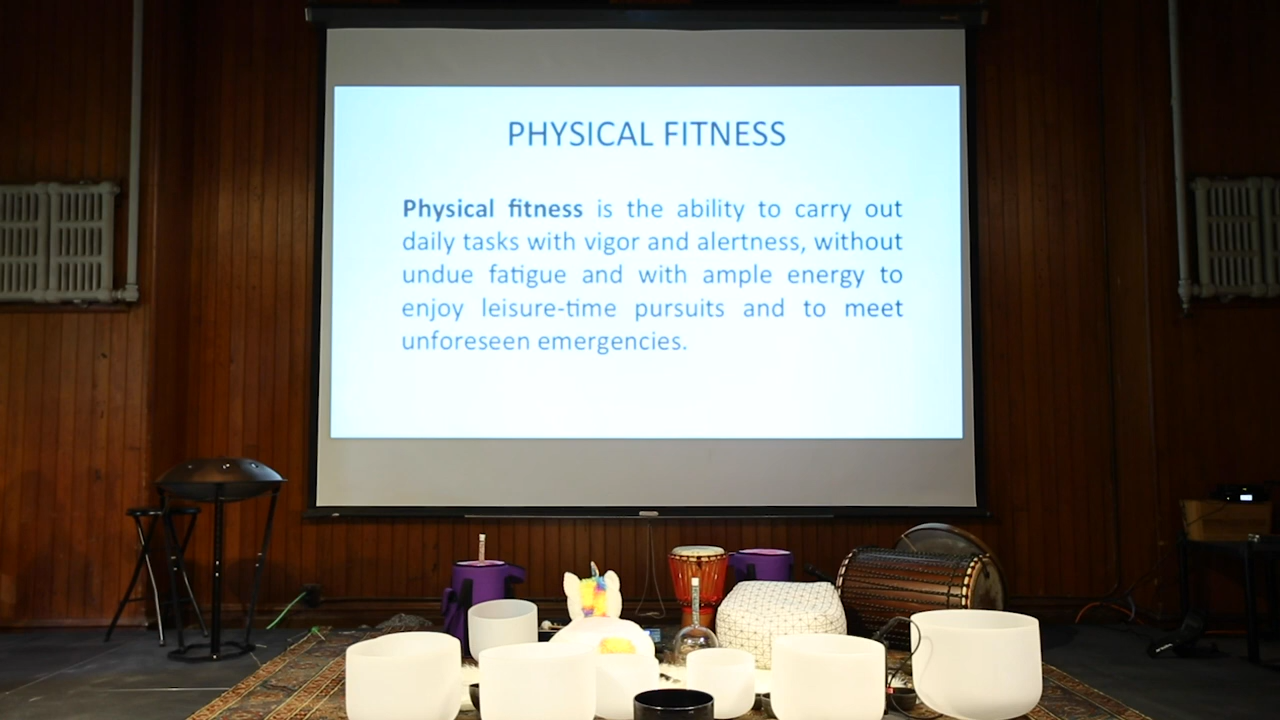 PHYSICAL FITNESS
Physical fitness is the ability to carry out
daily tasks with vigor and alertness, without
undue fatigue and with ample energy to
enjoy leisure-time pursuits and to meet
unforeseen emergencies.